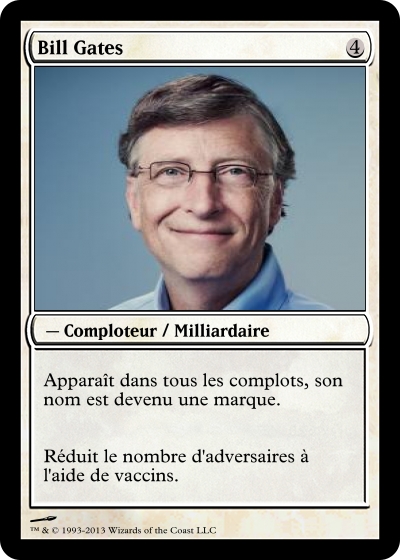 Bill Gates 4
— Comploteur / Milliardaire
Apparaît dans tous les complots, son
nom est devenu une marque.
Réduit le nombre d'adversaires à
l'aide de vaccins.
™ & © 1993-2013 Wizards of the Coast LLC